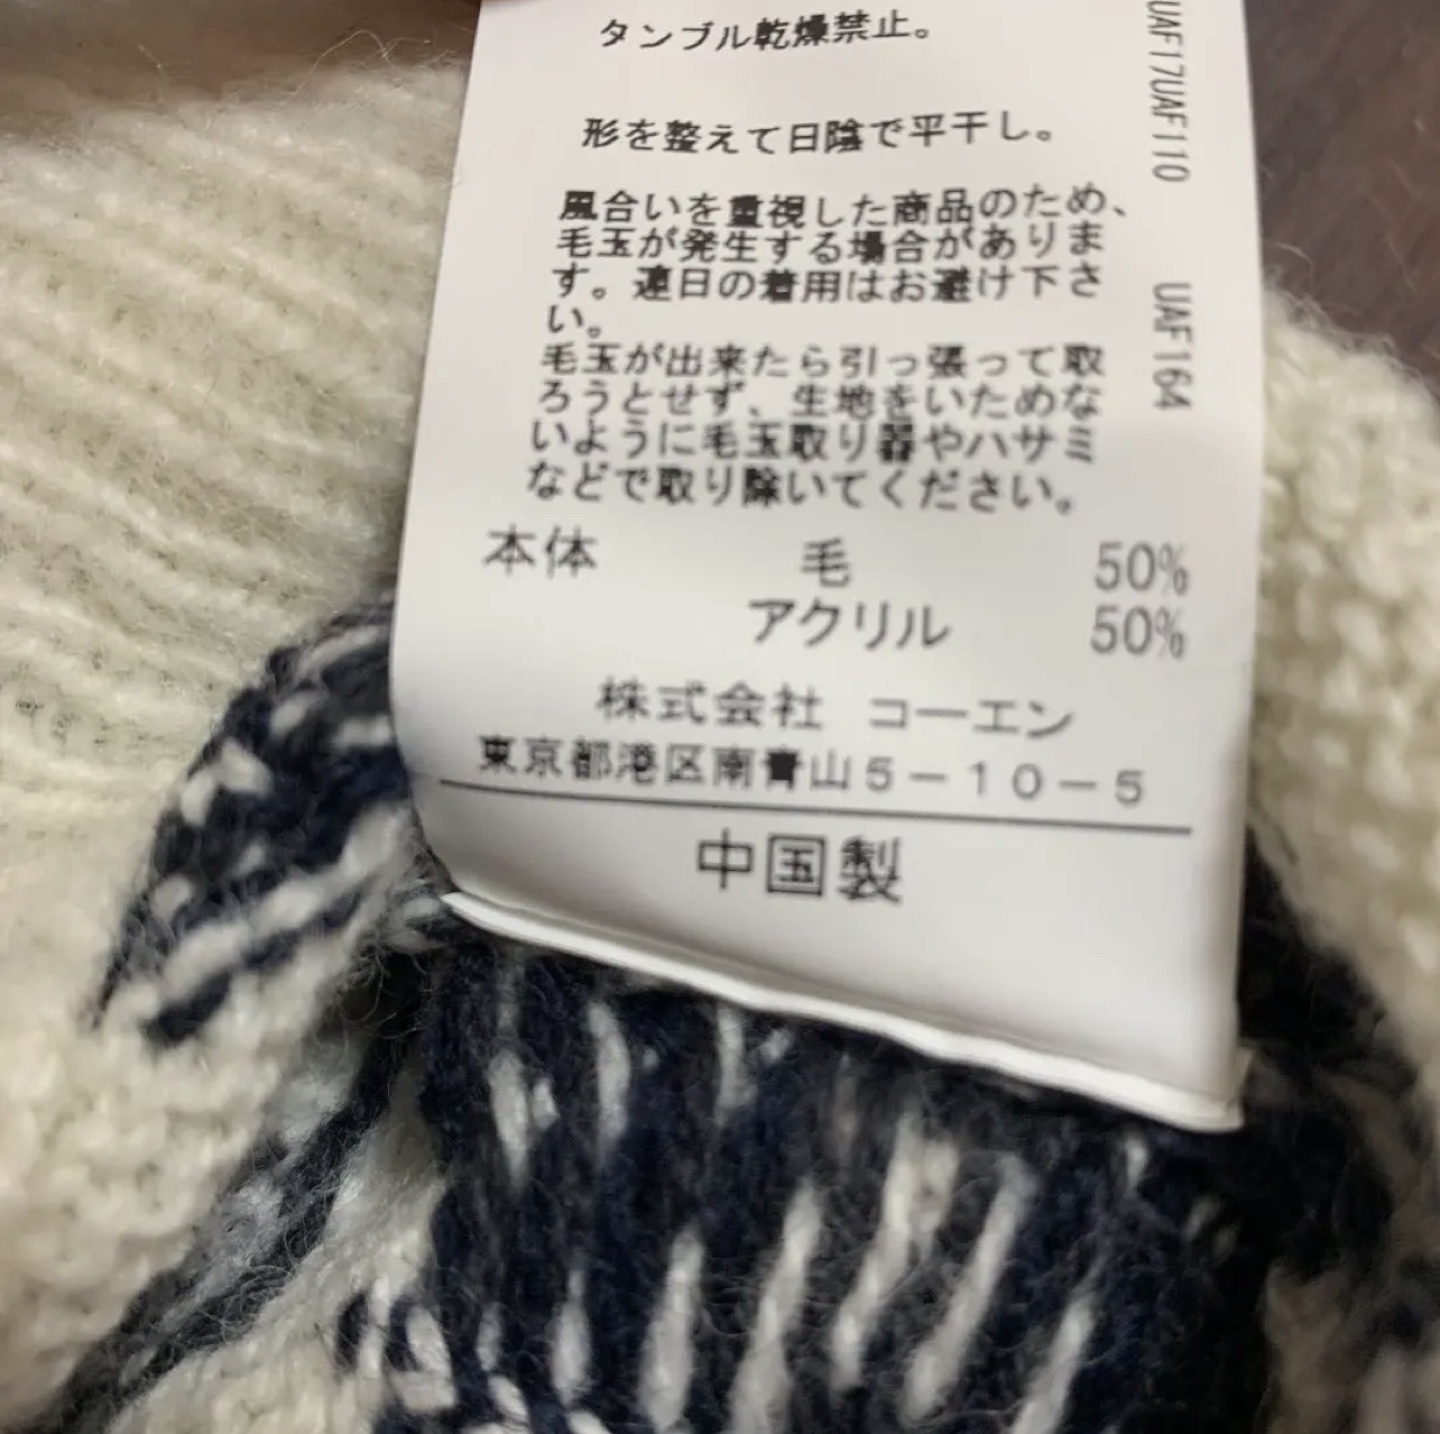 タンブル乾燥禁止。
形を整えて日陰で平干し。
風合いを重視した商品のため、
毛玉が発生する場合がありま
す。連日の着用はお避け下さ
い。
毛玉が出来たら引っ張って取
ろうとせず、生地をいためな
いように毛玉取り器やハサミ
などで取り除いてください。
本体 毛 50%
アクリル 50%
株式会社 コーエン
東京都港区南青山5-10-5
中国製
UAF17UAF110 UAF164